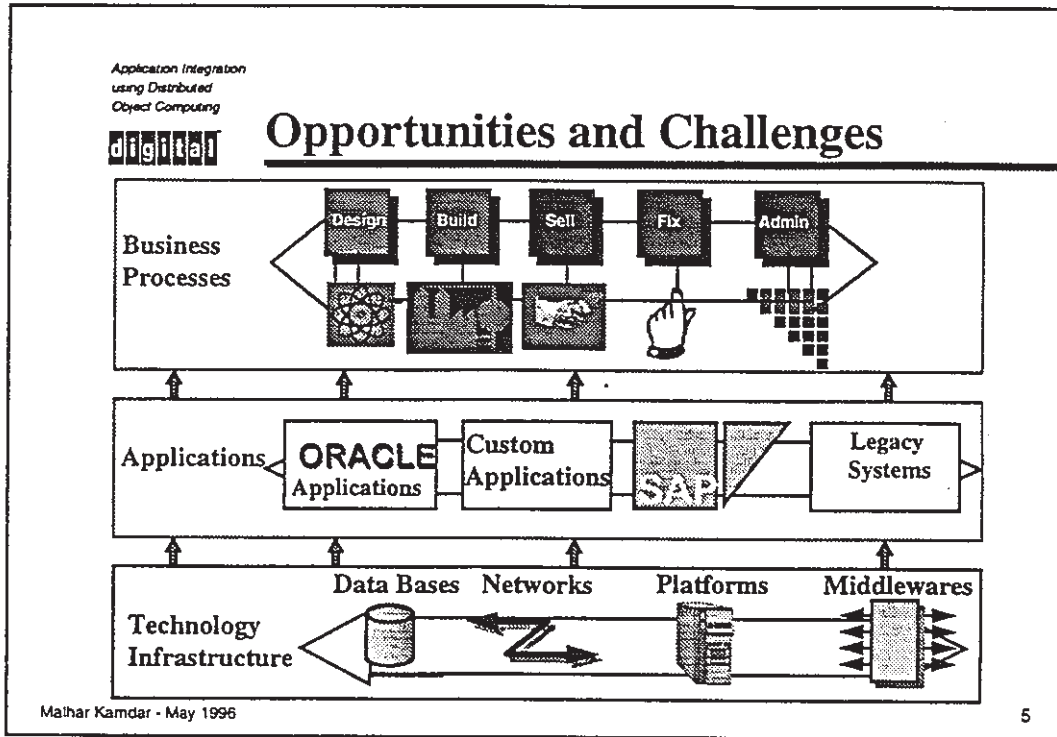 Application Integration
using Distributed
Object Computing
digital
Opportunities and Challenges
Design Build Sell Fix Admin
Business
Processes
Applications
ORACLE
Applications
Custom
Applications
SAP
Legacy
Systems
Data Bases Networks Platforms Middlewares
Technology
Infrastructure
Malhar Kamdar - May 1996
5